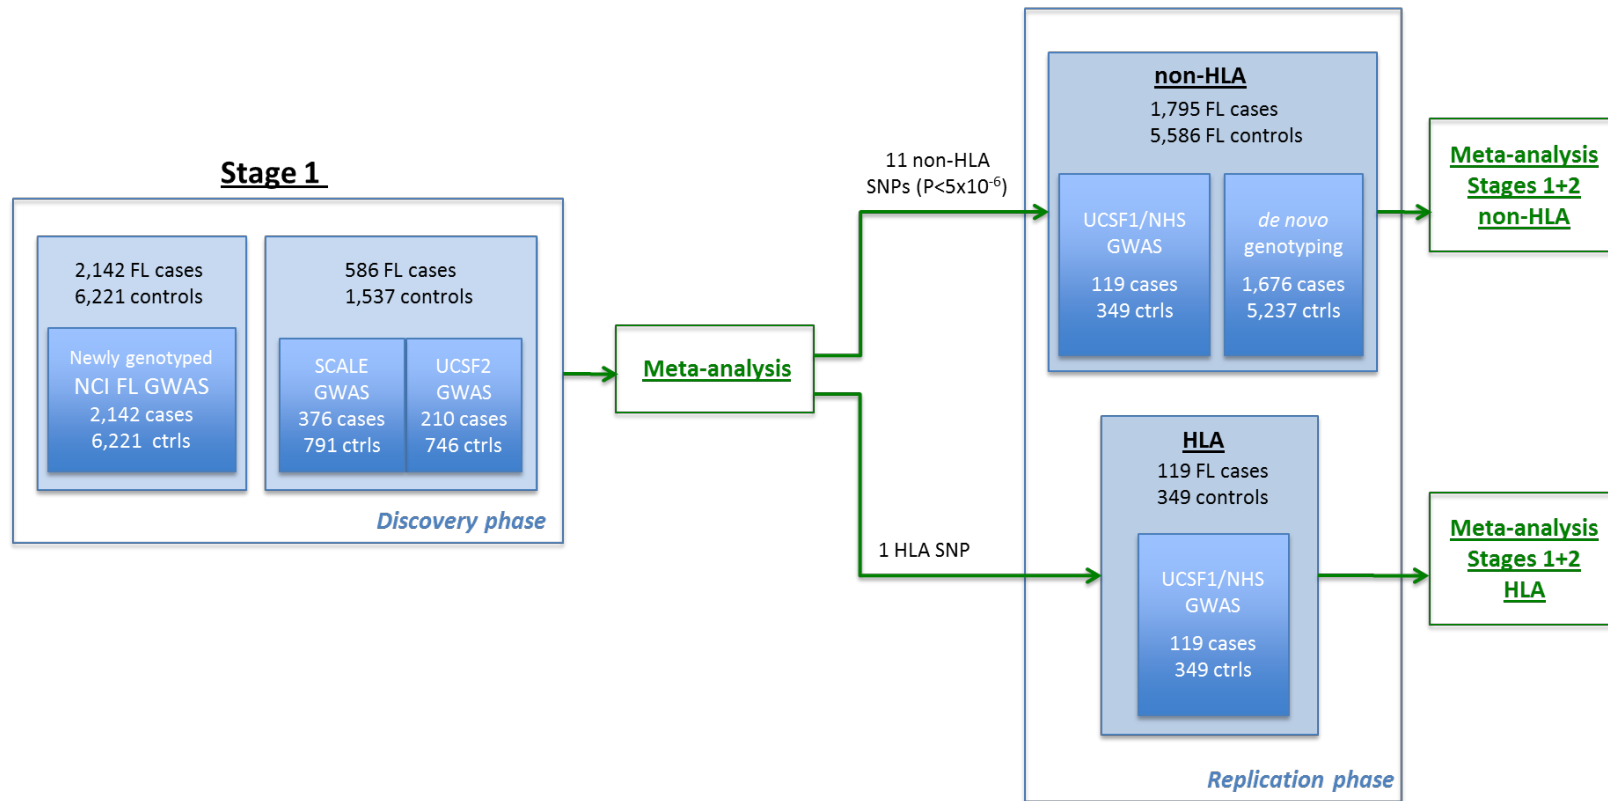 Stage 1
2,142 FL cases
6,221 controls
Newly genotyped
NCI FL GWAS
2,142 cases
6,221 ctrls
586 FL cases
1,537 controls
SCALE
GWAS
376 cases
791 ctrls
UCSF2
GWAS
210 cases
746 ctrls
Discovery phase
Meta-analysis
11 non-HLA
SNPs (P<5x10⁻⁶)
1 HLA SNP
non-HLA
1,795 FL cases
5,586 FL controls
UCSF1/NHS
GWAS
119 cases
349 ctrls
de novo
genotyping
1,676 cases
5,237 ctrls
HLA
119 FL cases
349 controls
UCSF1/NHS
GWAS
119 cases
349 ctrls
Replication phase
Meta-analysis
Stages 1+2
non-HLA
Meta-analysis
Stages 1+2
HLA